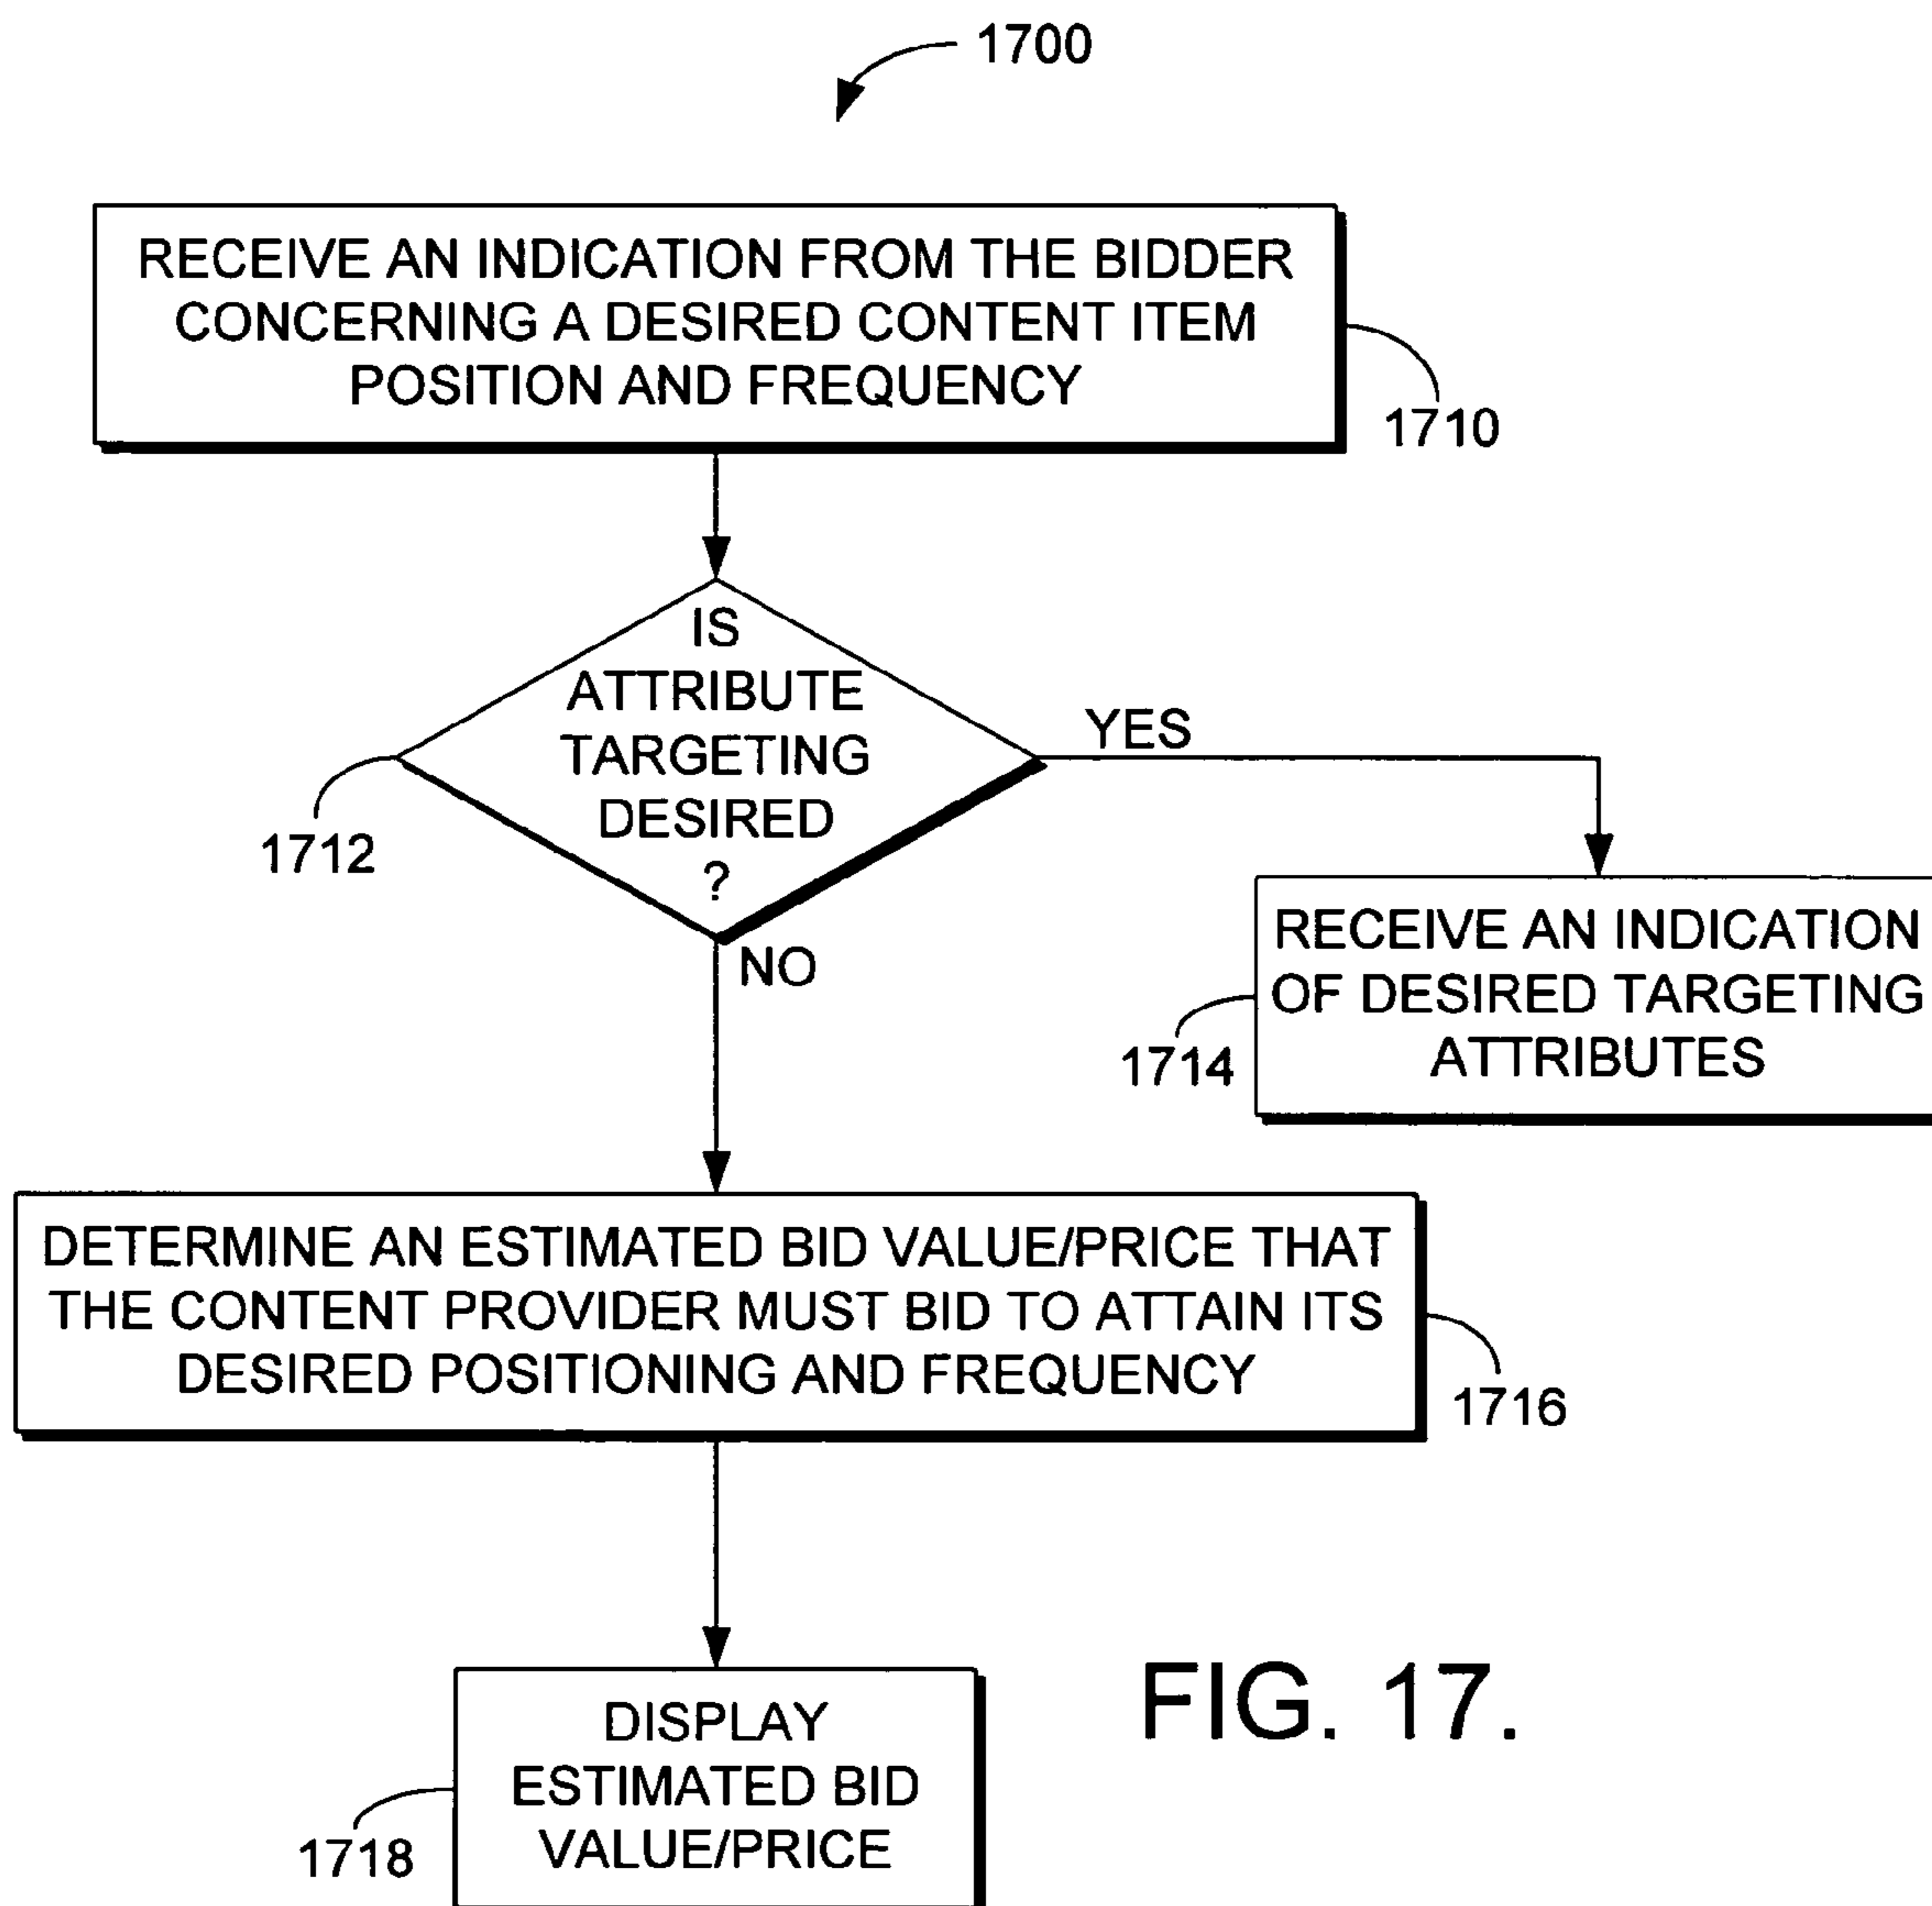 1700
RECEIVE AN INDICATION FROM THE BIDDER
CONCERNING A DESIRED CONTENT ITEM
POSITION AND FREQUENCY
1710
IS
ATTRIBUTE
TARGETING
DESIRED
?
YES
1712
NO
RECEIVE AN INDICATION
OF DESIRED TARGETING
ATTRIBUTES
1714
DETERMINE AN ESTIMATED BID VALUE/PRICE THAT
THE CONTENT PROVIDER MUST BID TO ATTAIN ITS
DESIRED POSITIONING AND FREQUENCY
1716
DISPLAY
ESTIMATED BID
VALUE/PRICE
1718
FIG. 17.